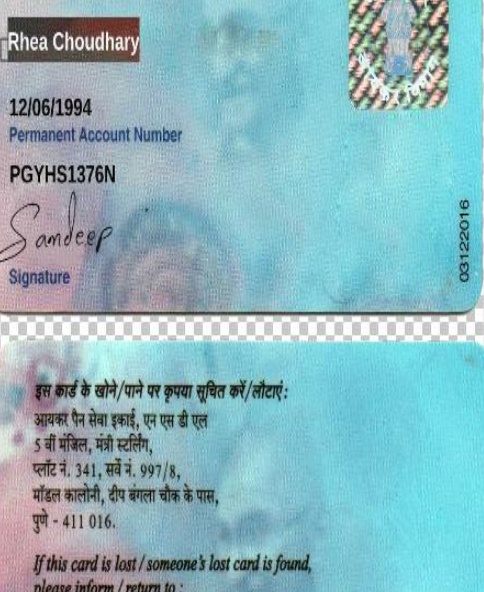 Rhea Choudhary
12/06/1994
Permanent Account Number
PGYHS1376N
Sandeep
Signature
03122016
इस कार्ड के खोने/पाने पर कृपया सूचित करें/लौटाएं :
आयकर पैन सेवा इकाई, एन एस डी एल
5 वीं मंजिल, मंत्री स्टर्लिंग,
प्लॉट नं. 341, सर्वे नं. 997/8,
मॉडल कालोनी, दीप बंगला चौक के पास,
पुणे - 411 016.
If this card is lost / someone's lost card is found,
please inform / return to :